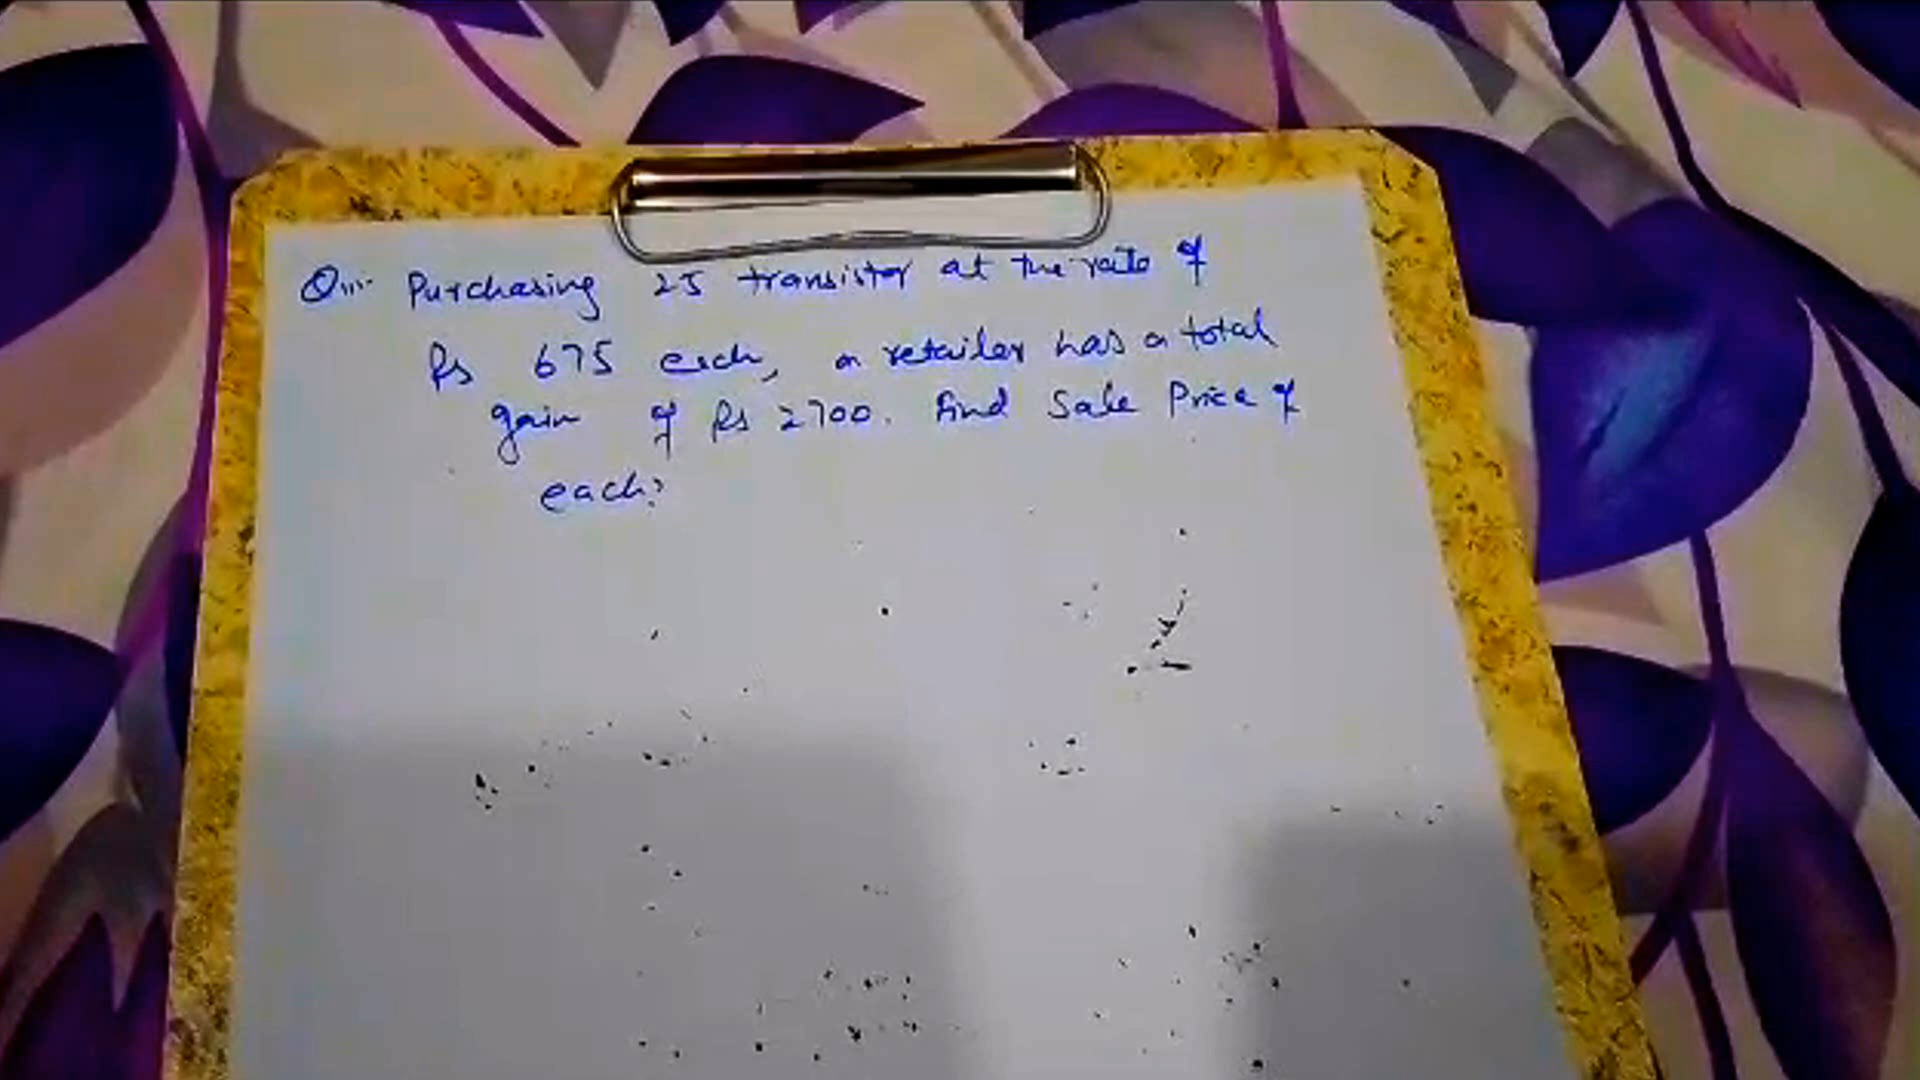 Q... Purchasing 25 transistor at the rate of
Rs 675 each, a retailer has a total
gain of Rs 2700. Find Sale Price of
each?